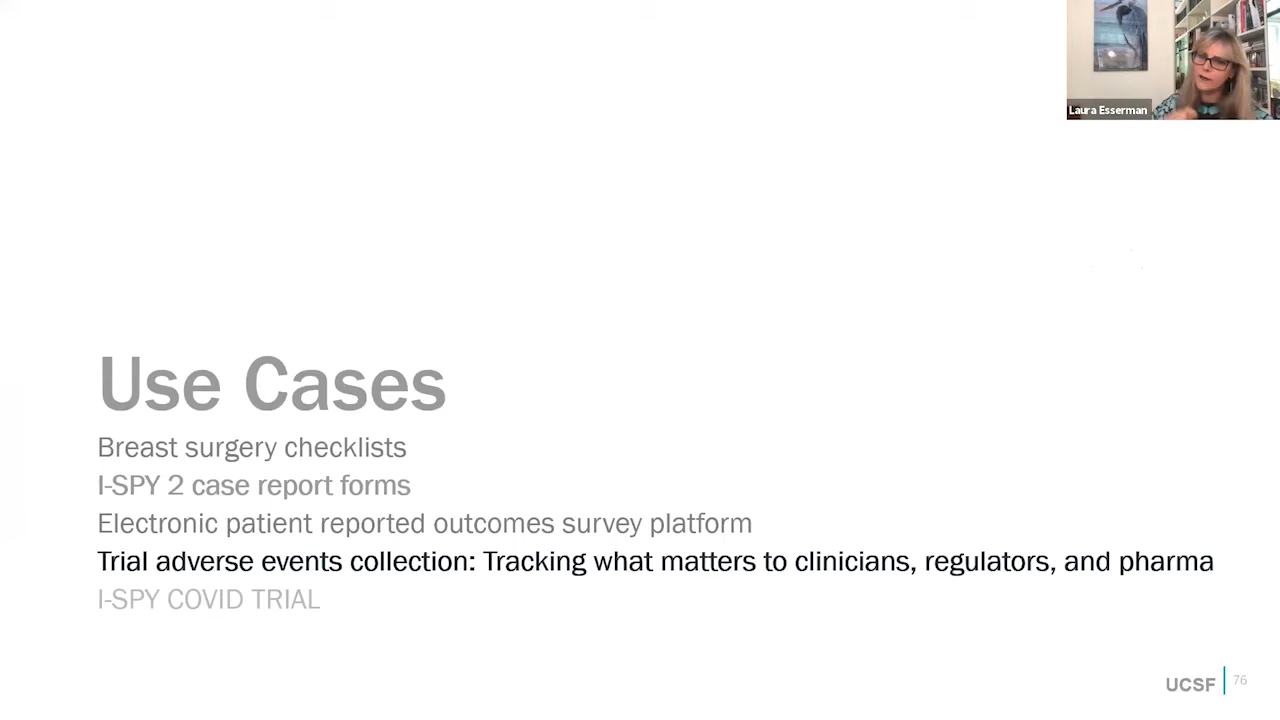 Laura Esserman
Use Cases
Breast surgery checklists
I-SPY 2 case report forms
Electronic patient reported outcomes survey platform
Trial adverse events collection: Tracking what matters to clinicians, regulators, and pharma
I-SPY COVID TRIAL
UCSF 76